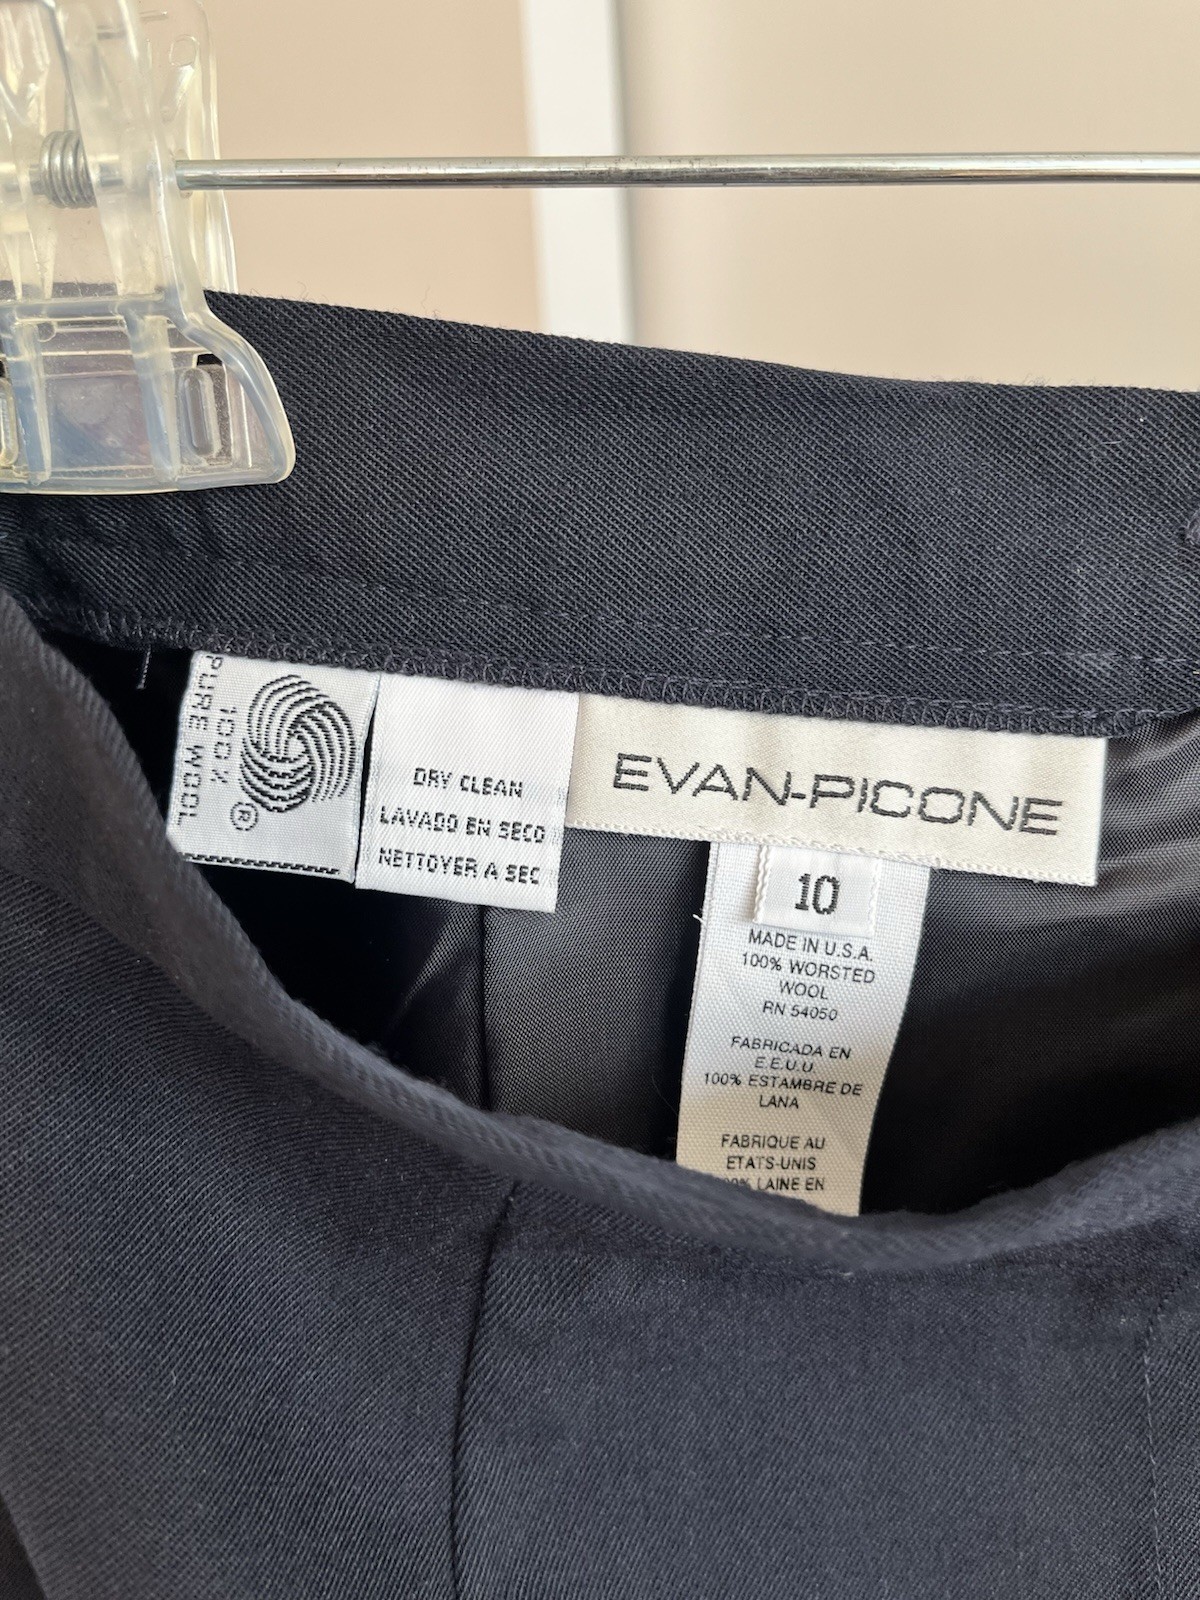 100%
PURE WOOL
®
DRY CLEAN
LAVADO EN SECO
NETTOYER A SEC
EVAN-PICONE
10
MADE IN U.S.A.
100% WORSTED
WOOL
RN 54050
FABRICADA EN
E.E.U.U.
100% ESTAMBRE DE
LANA
FABRIQUE AU
ETATS-UNIS
LAINE EN